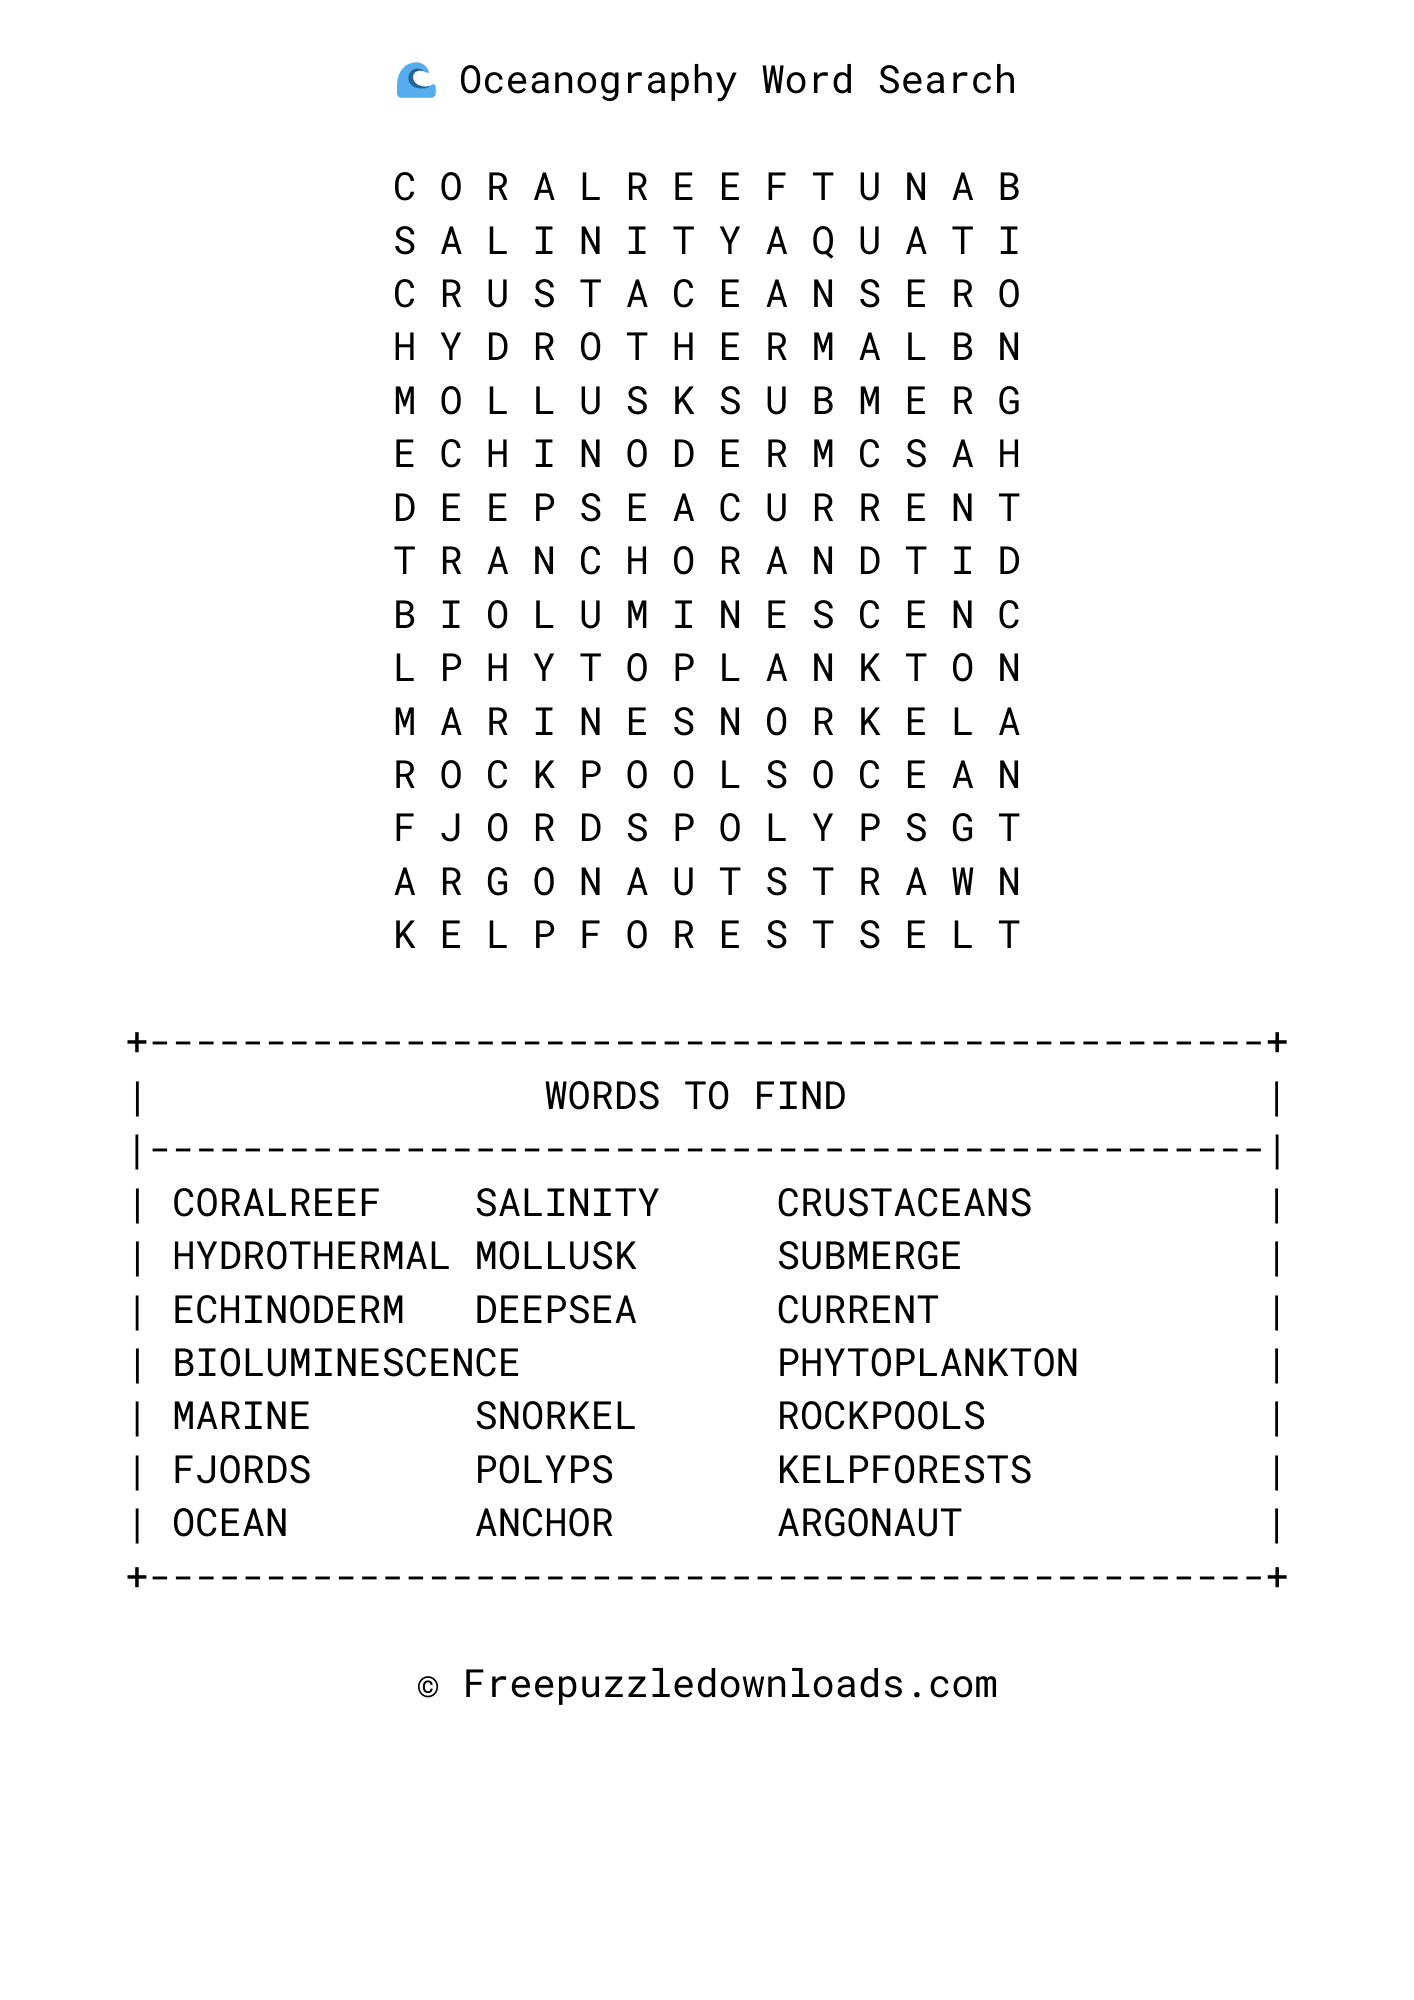 🌊 Oceanography Word Search
C O R A L R E E F T U N A B
S A L I N I T Y A Q U A T I
C R U S T A C E A N S E R O
H Y D R O T H E R M A L B N
M O L L U S K S U B M E R G
E C H I N O D E R M C S A H
D E E P S E A C U R R E N T
T R A N C H O R A N D T I D
B I O L U M I N E S C E N C
L P H Y T O P L A N K T O N
M A R I N E S N O R K E L A
R O C K P O O L S O C E A N
F J O R D S P O L Y P S G T
A R G O N A U T S T R A W N
K E L P F O R E S T S E L T
+------------------------------------------------+
| WORDS TO FIND |
|------------------------------------------------|
| CORALREEF SALINITY CRUSTACEANS |
| HYDROTHERMAL MOLLUSK SUBMERGE |
| ECHINODERM DEEPSEA CURRENT |
| BIOLUMINESCENCE PHYTOPLANKTON |
| MARINE SNORKEL ROCKPOOLS |
| FJORDS POLYPS KELPFORESTS |
| OCEAN ANCHOR ARGONAUT |
+------------------------------------------------+
© Freepuzzledownloads.com